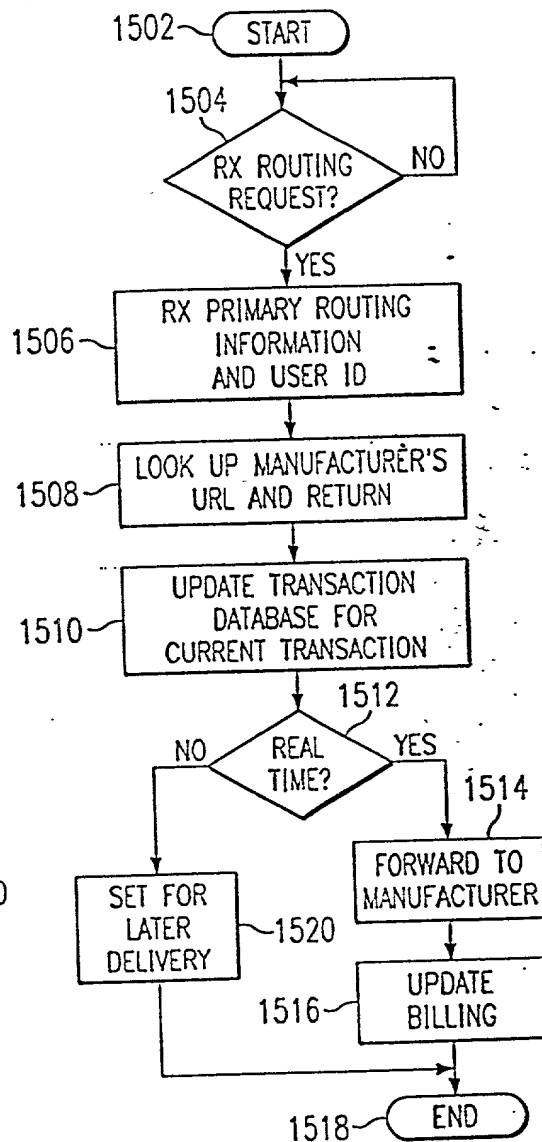 1502
START
1504
RX ROUTING
REQUEST?
NO
YES
1506
RX PRIMARY ROUTING
INFORMATION
AND USER ID
1508
LOOK UP MANUFACTURER'S
URL AND RETURN
1510
UPDATE TRANSACTION
DATABASE FOR
CURRENT TRANSACTION
1512
NO
REAL
TIME?
YES
1514
FORWARD TO
MANUFACTURER
SET FOR
LATER
DELIVERY
1520
1516
UPDATE
BILLING
1518
END